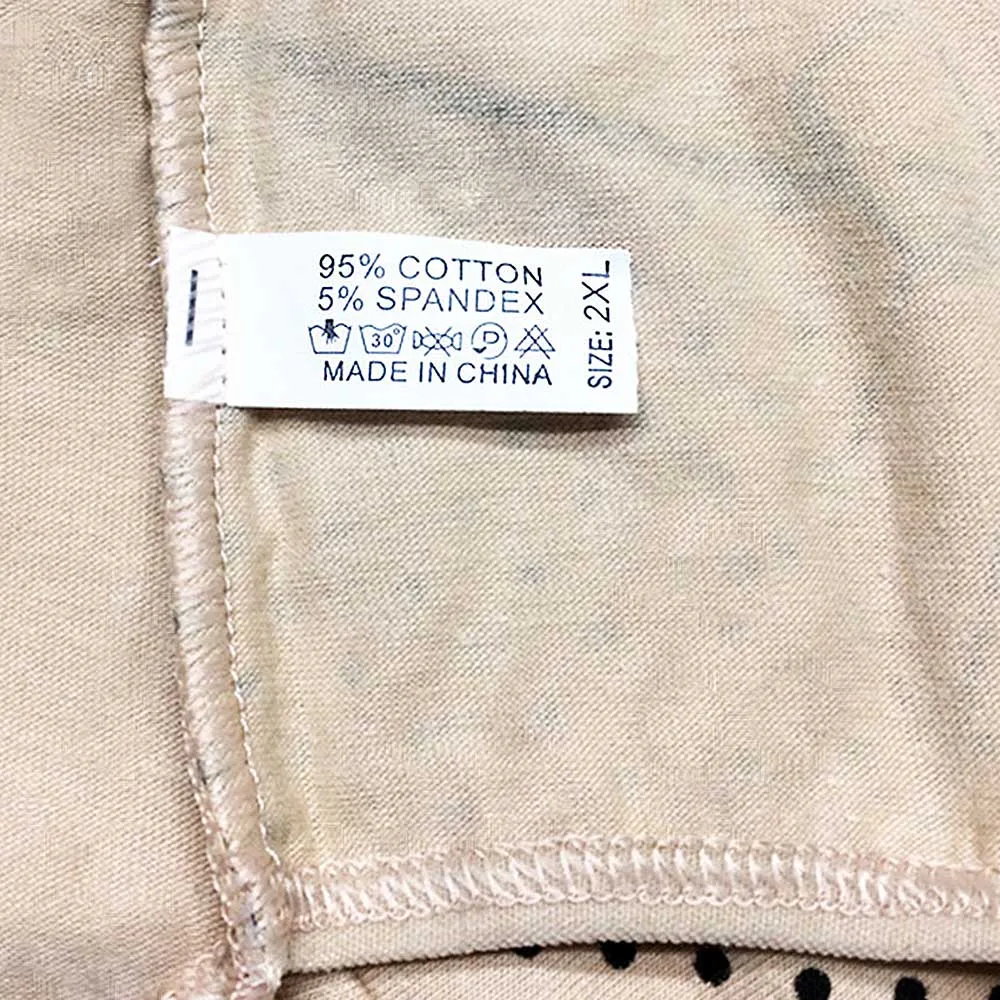 95% COTTON
5% SPANDEX
30°
P
MADE IN CHINA
SIZE: 2XL